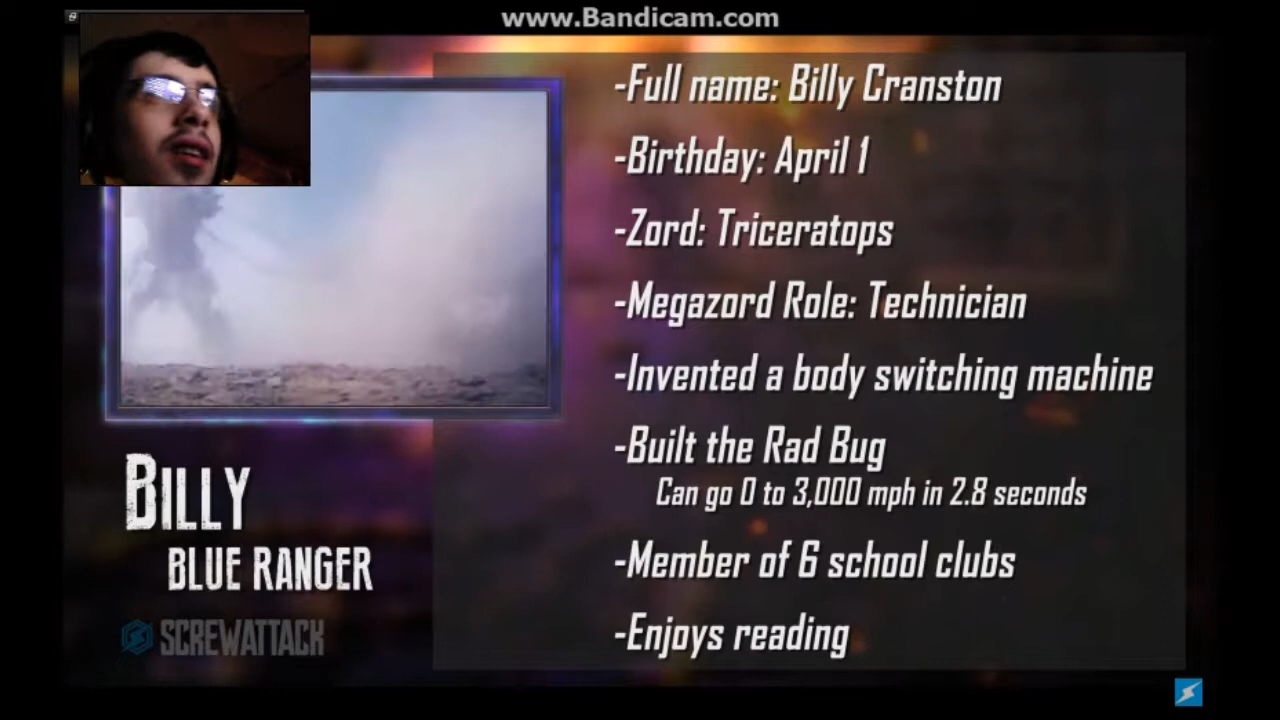 www.Bandicam.com
-Full name: Billy Cranston
-Birthday: April 1
-Zord: Triceratops
-Megazord Role: Technician
-Invented a body switching machine
-Built the Rad Bug
Can go 0 to 3,000 mph in 2.8 seconds
-Member of 6 school clubs
-Enjoys reading
BILLY
BLUE RANGER
SCREWATTACK